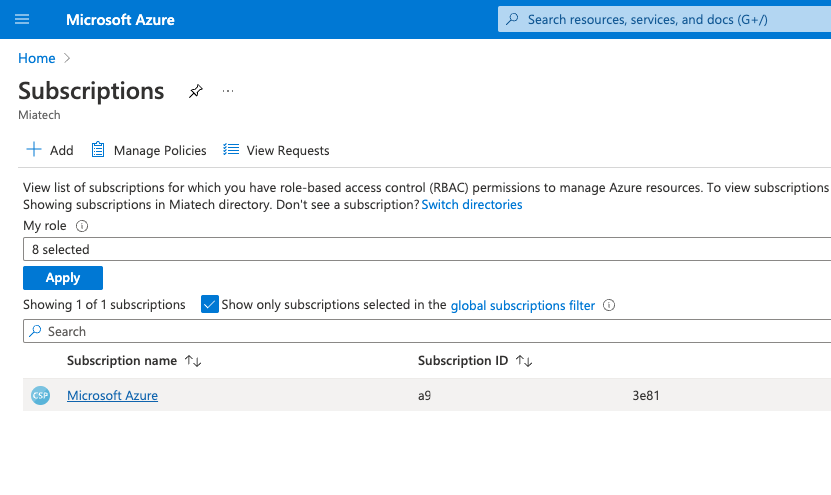 Microsoft Azure
Search resources, services, and docs (G+/)
Home
Subscriptions
Miatech
Add
Manage Policies
View Requests
View list of subscriptions for which you have role-based access control (RBAC) permissions to manage Azure resources. To view subscriptions
Showing subscriptions in Miatech directory. Don't see a subscription? Switch directories
My role
8 selected
Apply
Showing 1 of 1 subscriptions Show only subscriptions selected in the global subscriptions filter
Search
Subscription name Subscription ID
CSP Microsoft Azure a9 3e81